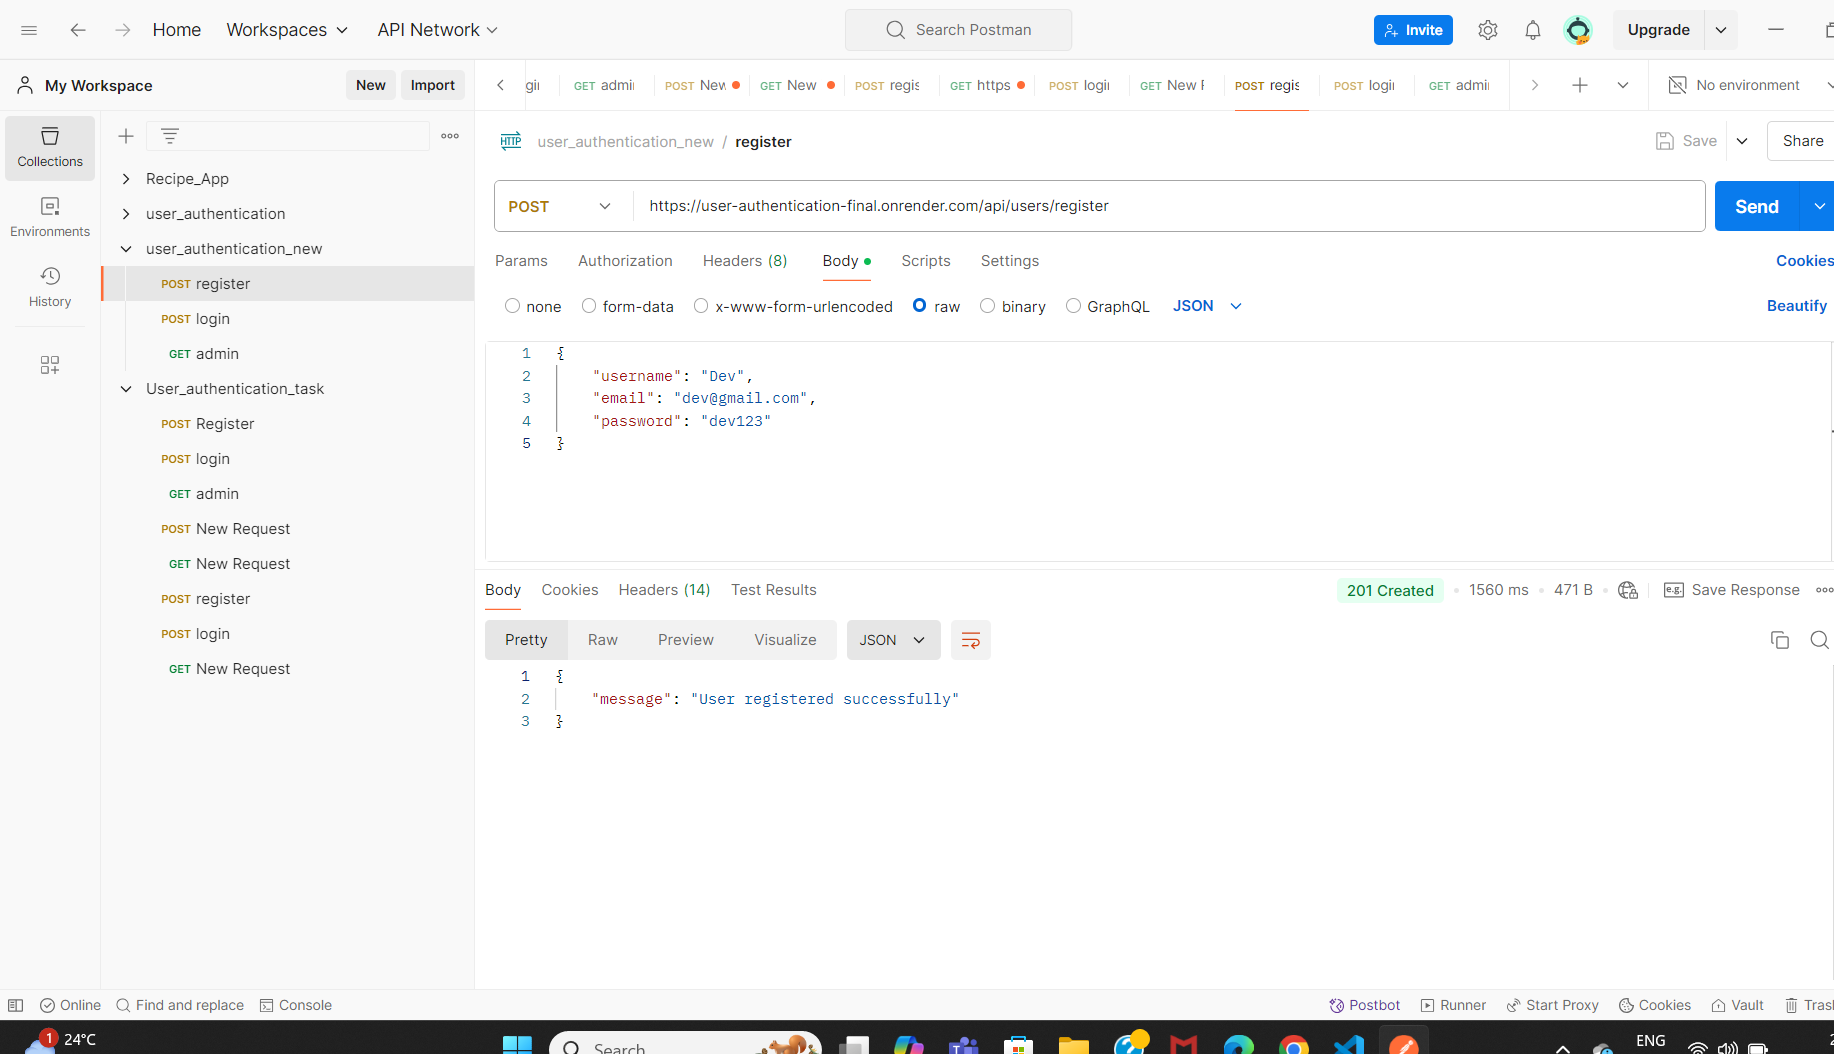 Home
Workspaces
API Network
Search Postman
Invite
Upgrade
My Workspace
New
Import
GET admi
POST New
GET New
POST regis
GET https
POST logi
GET New
POST regis
POST logi
GET admi
No environment
Collections
Environments
History
Recipe_App
user_authentication
user_authentication_new
POST register
POST login
GET admin
User_authentication_task
POST Register
POST login
GET admin
POST New Request
GET New Request
POST register
POST login
GET New Request
HTTP
user_authentication_new / register
Save
Share
POST
https://user-authentication-final.onrender.com/api/users/register
Send
Params
Authorization
Headers (8)
Body
Scripts
Settings
Cookies
none
form-data
x-www-form-urlencoded
raw
binary
GraphQL
JSON
Beautify
1 {
2 "username": "Dev",
3 "email": "dev@gmail.com",
4 "password": "dev123"
5 }
Body
Cookies
Headers (14)
Test Results
201 Created
1560 ms
471 B
e.g.
Save Response
Pretty
Raw
Preview
Visualize
JSON
1 {
2 "message": "User registered successfully"
3 }
Online
Find and replace
Console
Postbot
Runner
Start Proxy
Cookies
Vault
Tras
1
24°C
Search
ENG